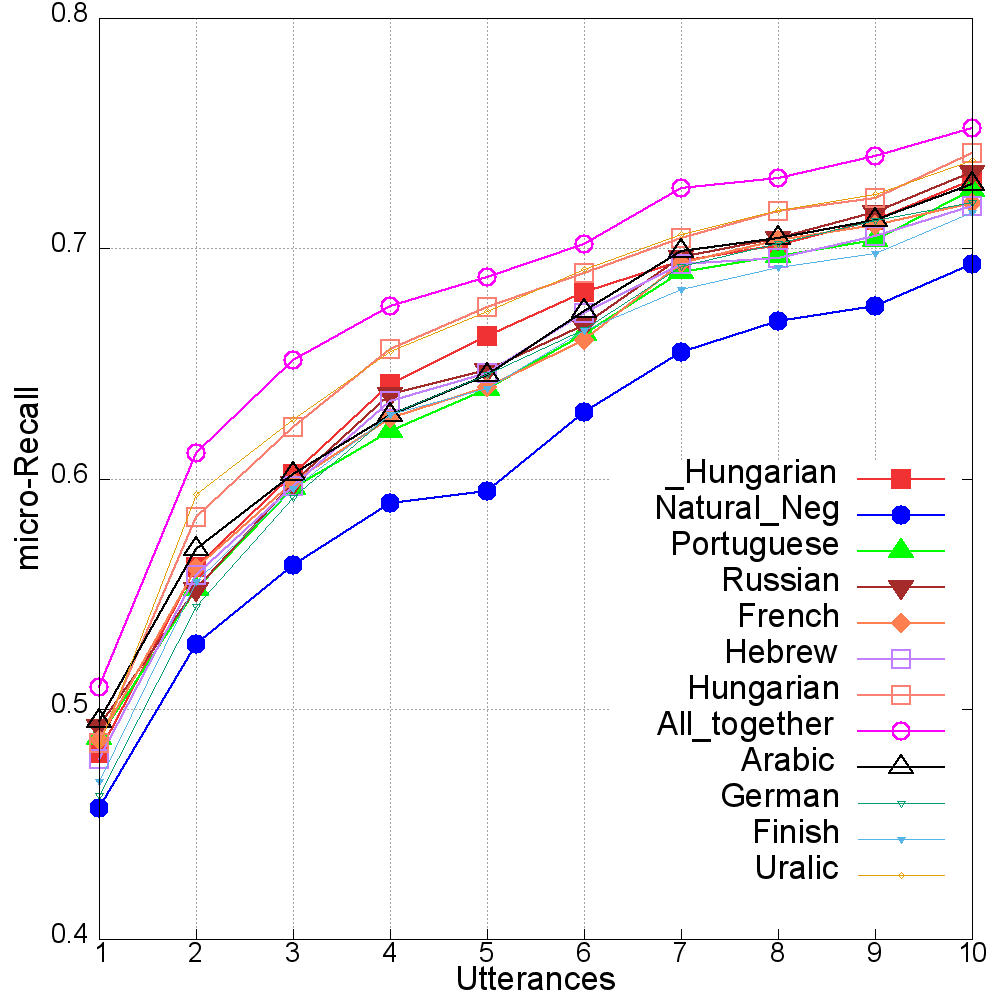 0.8
0.7
0.6
0.5
0.4
micro-Recall
_Hungarian
Natural_Neg
Portuguese
Russian
French
Hebrew
Hungarian
All_together
Arabic
German
Finish
Uralic
1 2 3 4 5 6 7 8 9 10
Utterances